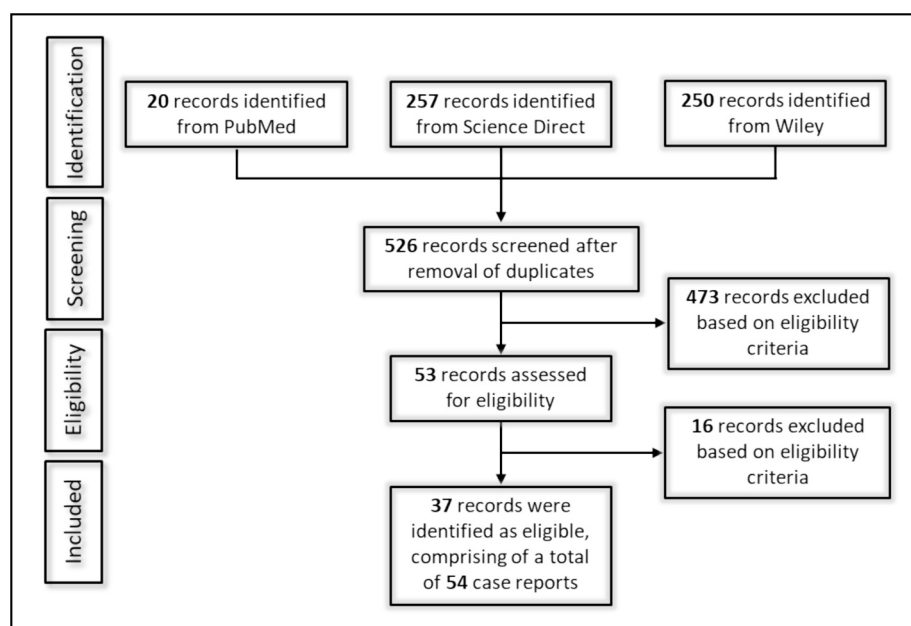 Identification
20 records identified
from PubMed
257 records identified
from Science Direct
250 records identified
from Wiley
Screening
526 records screened after
removal of duplicates
473 records excluded
based on eligibility
criteria
Eligibility
53 records assessed
for eligibility
16 records excluded
based on eligibility
criteria
Included
37 records were
identified as eligible,
comprising of a total
of 54 case reports